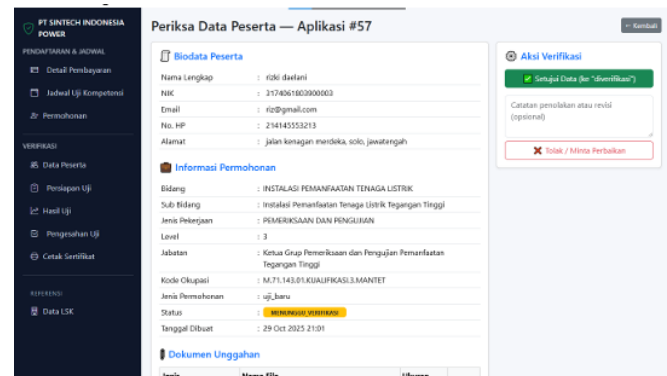 PT SINTECH INDONESIA
POWER
PENDAFTARAN & JADWAL
Detail Pembayaran
Jadwal Uji Kompetensi
Permohonan
VERIFIKASI
Data Peserta
Persiapan Uji
Hasil Uji
Pengesahan Uji
Cetak Sertifikat
REFERENSI
Data LSK
Periksa Data Peserta — Aplikasi #57
← Kembali
Biodata Peserta
Nama Lengkap : rizki daelani
NIK : 3174061803900003
Email : riz@gmail.com
No. HP : 214145553213
Alamat : jalan kenagan merdeka, solo, jawatengah
Informasi Permohonan
Bidang : INSTALASI PEMANFAATAN TENAGA LISTRIK
Sub Bidang : Instalasi Pemanfaatan Tenaga Listrik Tegangan Tinggi
Jenis Pekerjaan : PEMERIKSAAN DAN PENGUJIAN
Level : 3
Jabatan : Ketua Grup Pemeriksaan dan Pengujian Pemanfaatan
Tegangan Tinggi
Kode Okupasi : M.71.143.01.KUALIFIKASI.3.MANTET
Jenis Permohonan : uji_baru
Status : MENUNGGU_VERIFIKASI
Tanggal Dibuat : 29 Oct 2025 21:01
Dokumen Unggahan
Jenis Nama File Ukuran
Aksi Verifikasi
Setujui Data (ke "diverifikasi")
Catatan penolakan atau revisi
(opsional)
Tolak / Minta Perbaikan